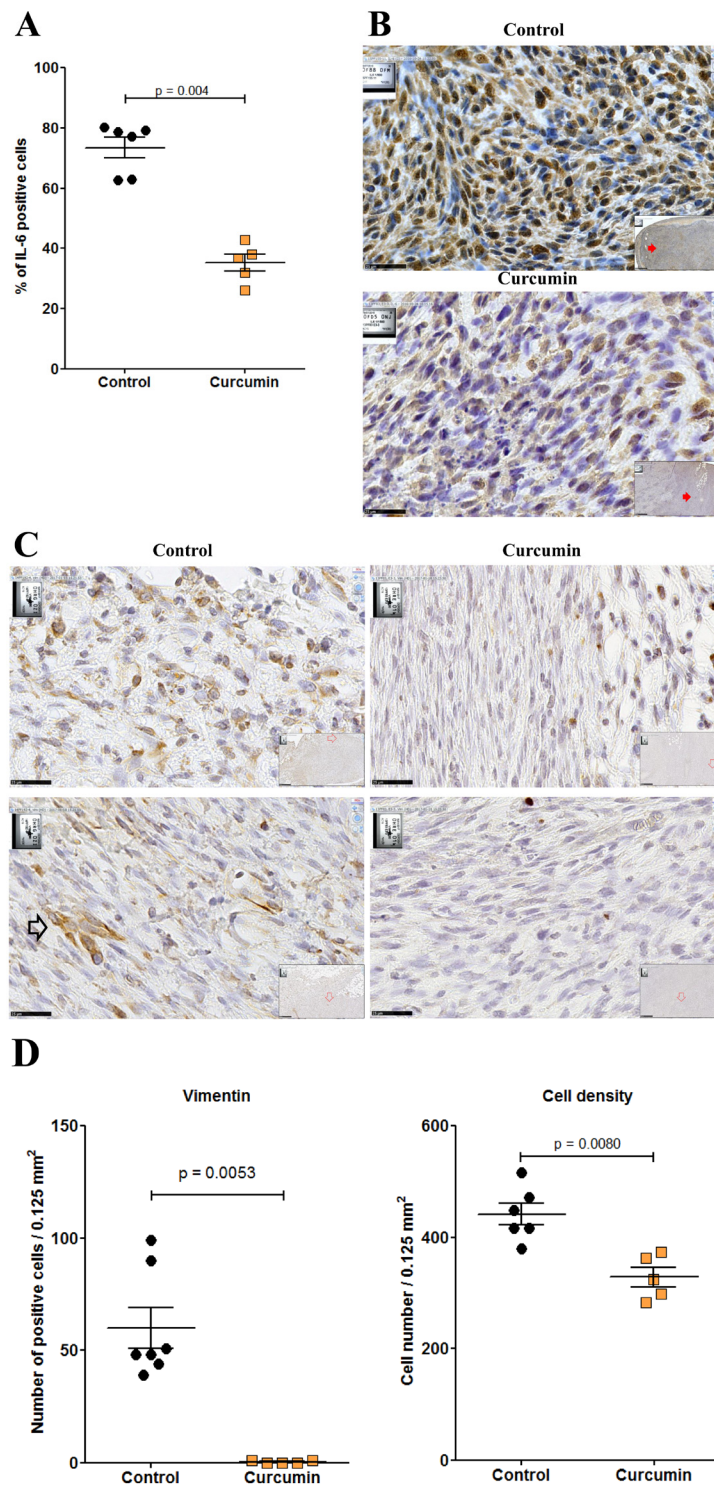 A
p = 0.004
% of IL-6 positive cells
100
80
60
40
20
0
Control
Curcumin
B
Control
Curcumin
C
Control
Curcumin
D
Vimentin
p = 0.0053
Number of positive cells / 0.125 mm²
150
100
50
0
Control
Curcumin
Cell density
p = 0.0080
Cell number / 0.125 mm²
600
400
200
0
Control
Curcumin